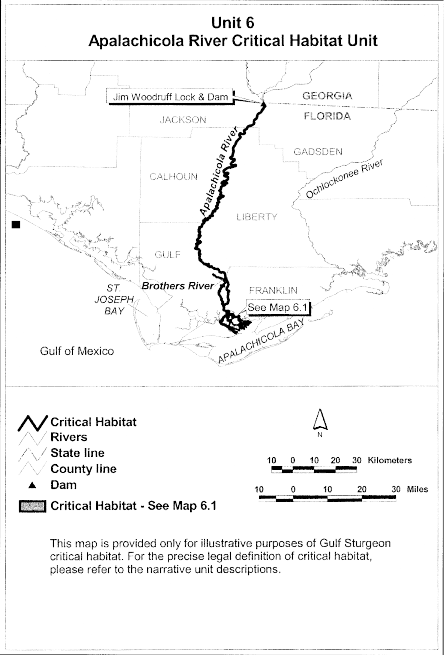 Unit 6
Apalachicola River Critical Habitat Unit
Jim Woodruff Lock & Dam
GEORGIA
FLORIDA
JACKSON
GADSDEN
Apalachicola River
CALHOUN
Ochlockonee River
LIBERTY
GULF
Brothers River
FRANKLIN
ST
JOSEPH
BAY
See Map 6.1
APALACHICOLA BAY
Gulf of Mexico
Critical Habitat
Rivers
State line
County line
Dam
Critical Habitat - See Map 6.1
N
10 0 10 20 30 Kilometers
10 0 10 20 30 Miles
This map is provided only for illustrative purposes of Gulf Sturgeon
critical habitat. For the precise legal definition of critical habitat,
please refer to the narrative unit descriptions.